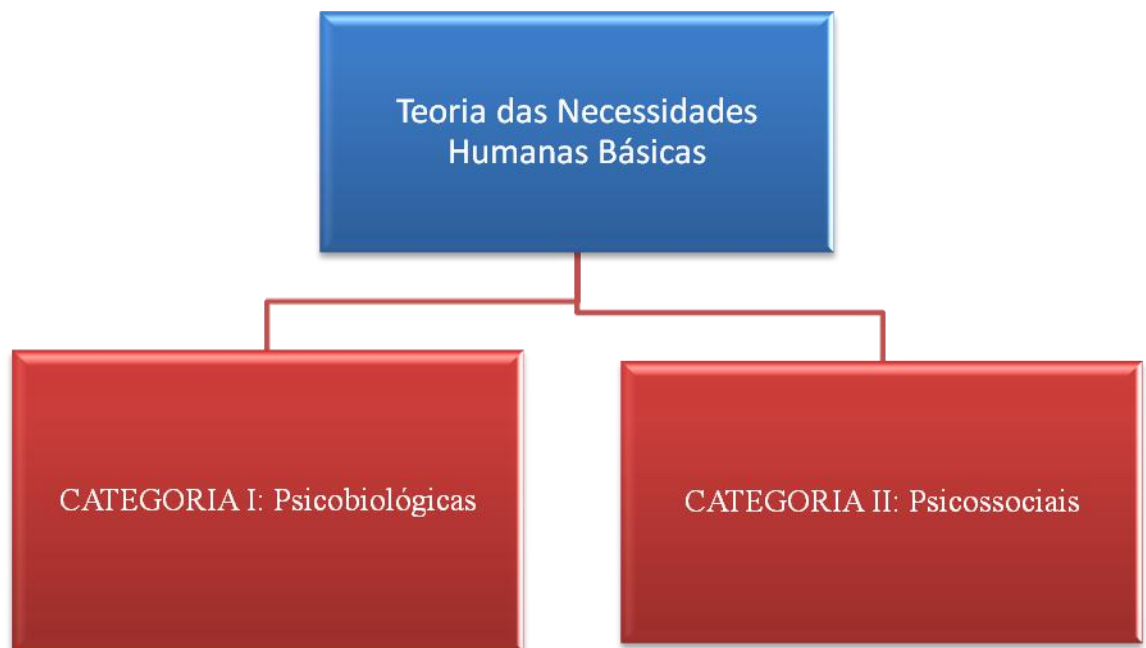 Teoria das Necessidades
Humanas Básicas
CATEGORIA I: Psicobiológicas
CATEGORIA II: Psicossociais